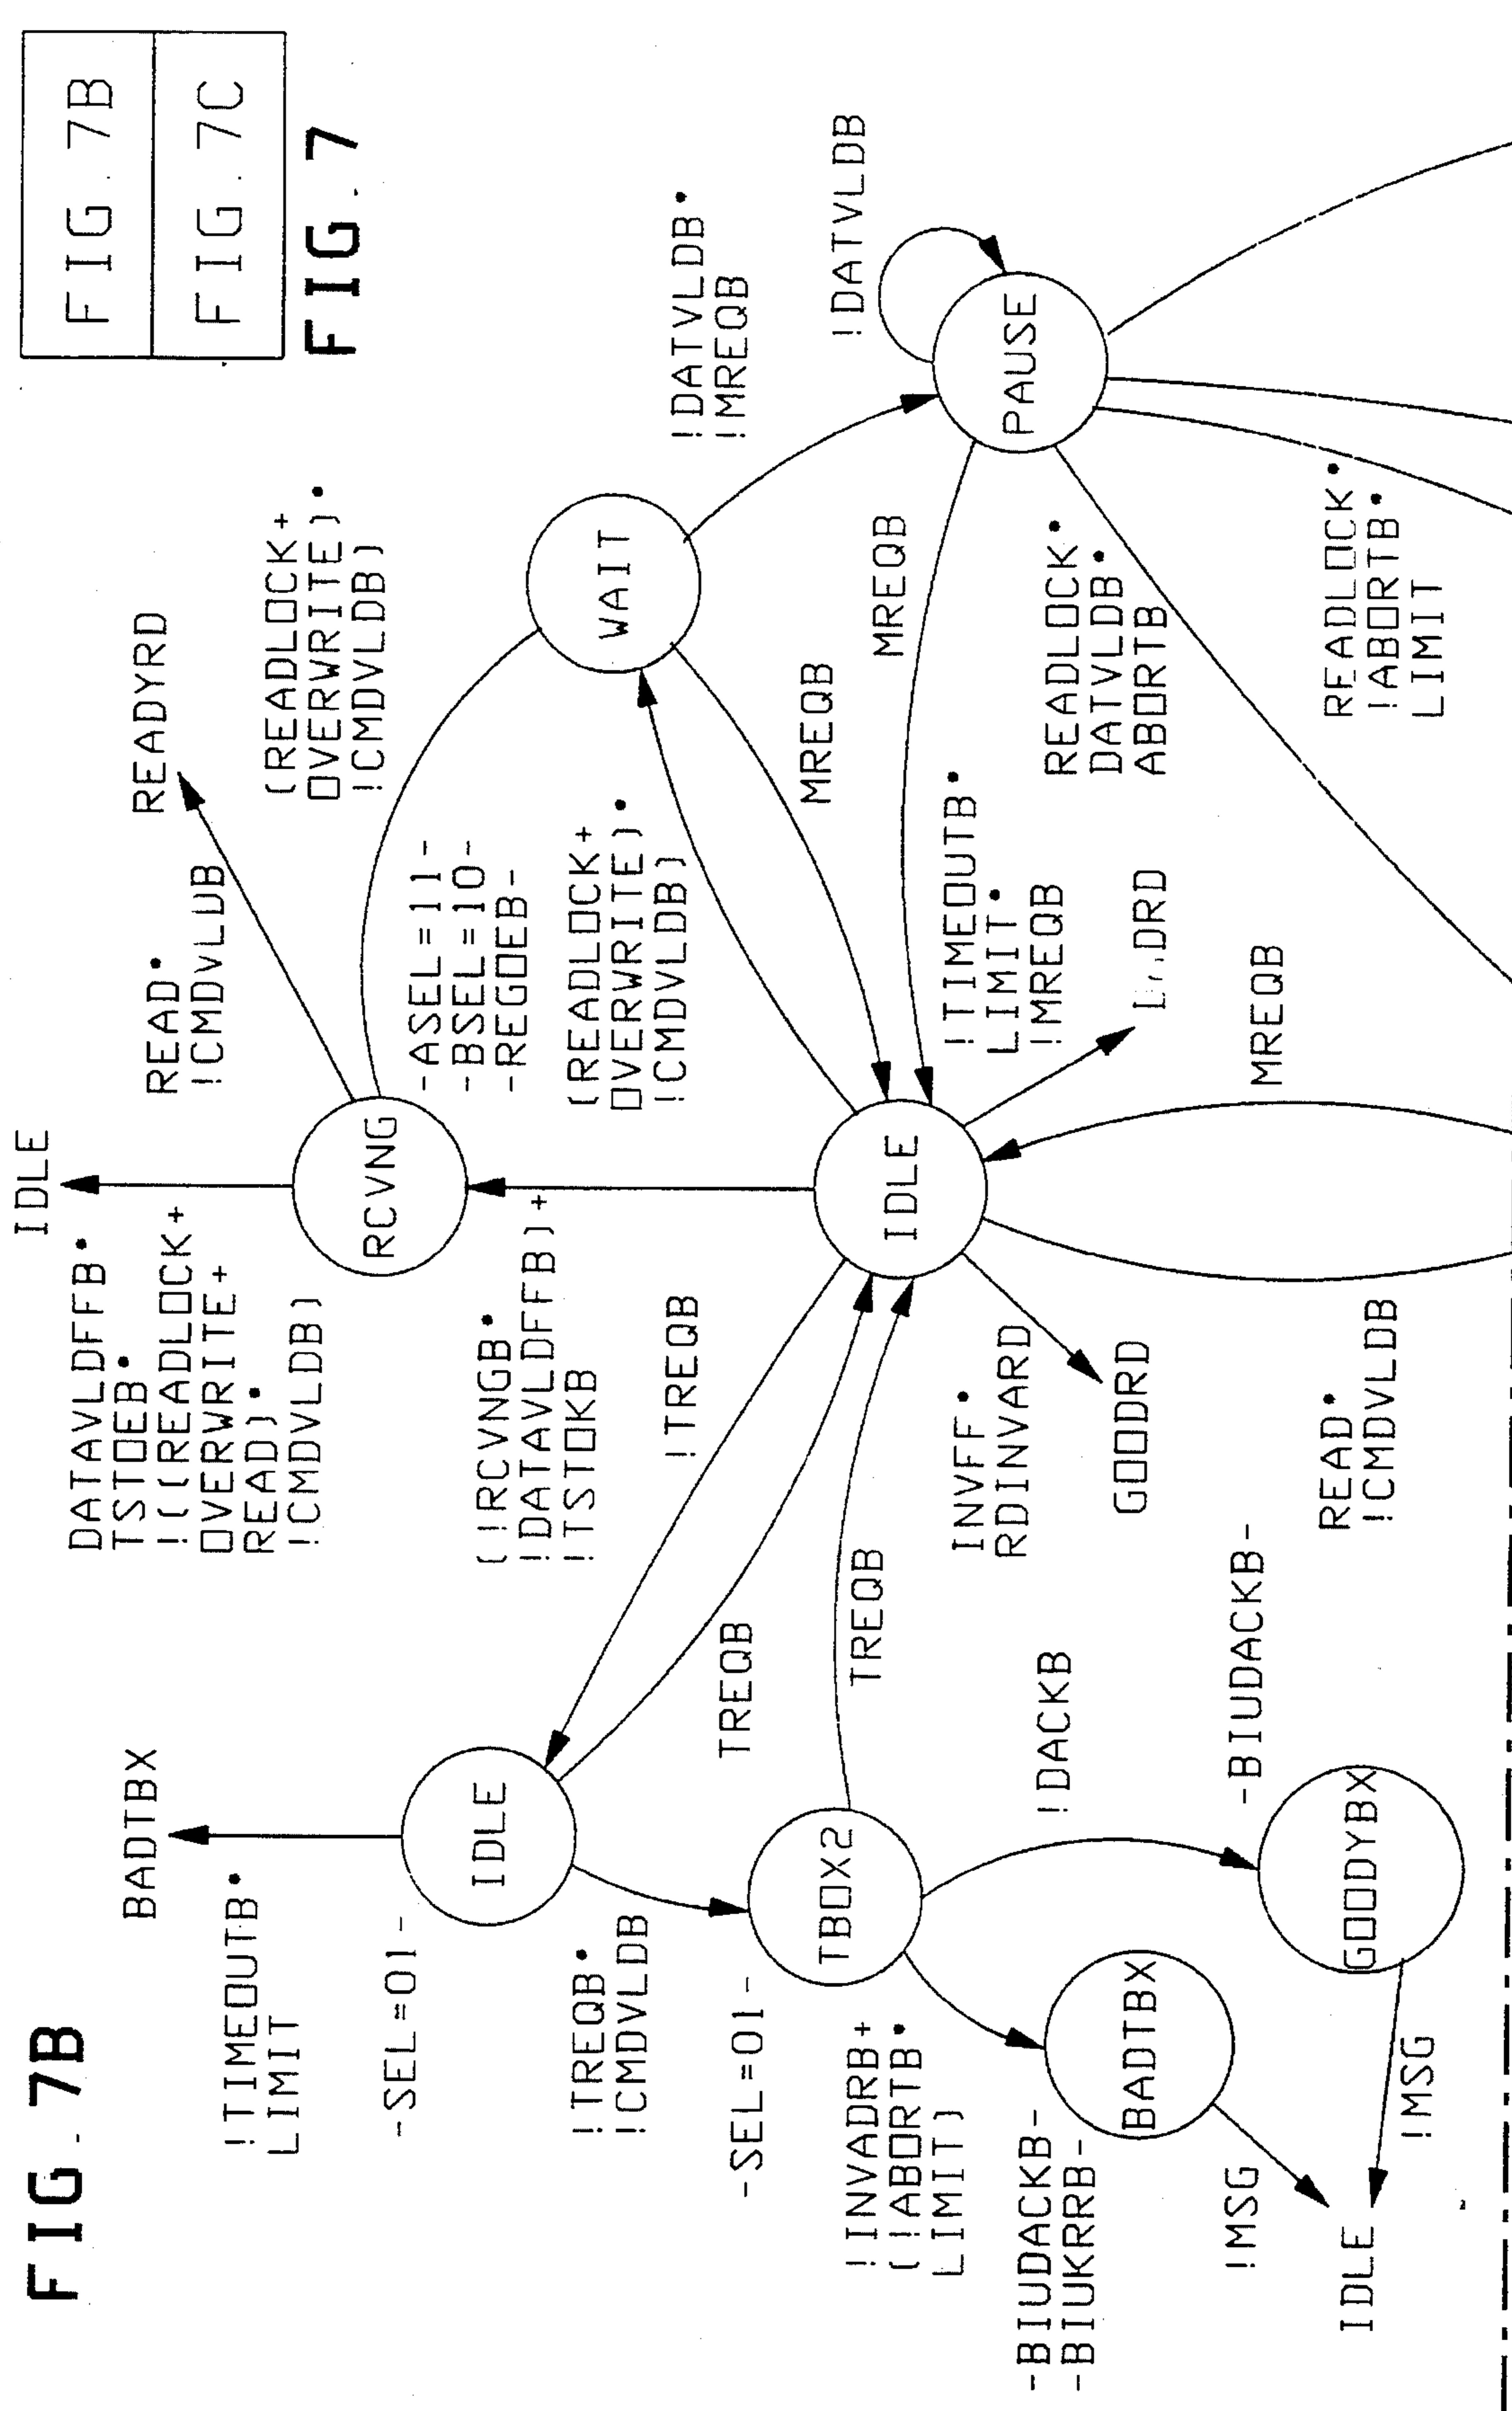 FIG. 7B
FIG. 7B
FIG. 7C
FIG. 7
IDLE
BADTBX
!TIMEOUTB•
LIMIT
-SEL=01-
IDLE
!TREQB•
!CMDVLDB
-SEL=01-
TBOX2
!INVADRB+
(!ABORTB•
LIMIT)
-BIUDACKB-
-BIUKRRB-
BADTBX
!MSG
IDLE
!MSG
GOODYBX
-BIUDACKB-
!DACKB
TREQB
TREQB
!TREQB
DATAVLDFFB•
TSTOEB•
!((READLOCK+
OVERWRITE+
READ)•
!CMDVLDB)
RCVNG
READ•
!CMDVLDB
READYRD
(!RCVNGB•
!DATAVLDFFB)+
!TSTOKB
-ASEL=11-
-BSEL=10-
-REGOEB-
(READLOCK+
OVERWRITE)•
!CMDVLDB)
(READLOCK+
OVERWRITE)•
!CMDVLDB)
WAIT
!DATVLDB•
!MREQB
!DATVLDB
PAUSE
MREQB
MREQB
IDLE
INVFF•
RDINVARD
GOODRD
!TIMEOUTB•
LIMIT•
!MREQB
READLOCK•
DATVLDB•
ABORTB
READLOCK•
!ABORTB•
LIMIT
MREQB
READ•
!CMDVLDB